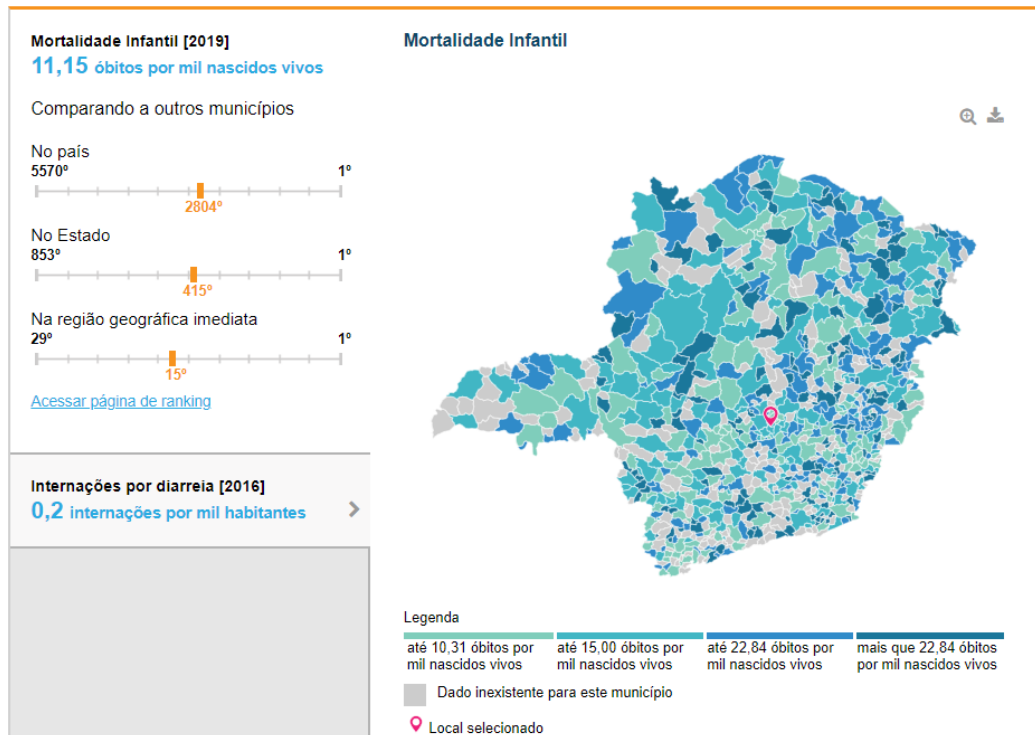 Mortalidade Infantil [2019]
11,15 óbitos por mil nascidos vivos
Comparando a outros municípios
No país
5570º 1º
2804º
No Estado
853º 1º
415º
Na região geográfica imediata
29º 1º
15º
Acessar página de ranking
Internações por diarreia [2016]
0,2 internações por mil habitantes
Mortalidade Infantil
Legenda
até 10,31 óbitos por
mil nascidos vivos
até 15,00 óbitos por
mil nascidos vivos
até 22,84 óbitos por
mil nascidos vivos
mais que 22,84 óbitos
por mil nascidos vivos
Dado inexistente para este município
Local selecionado